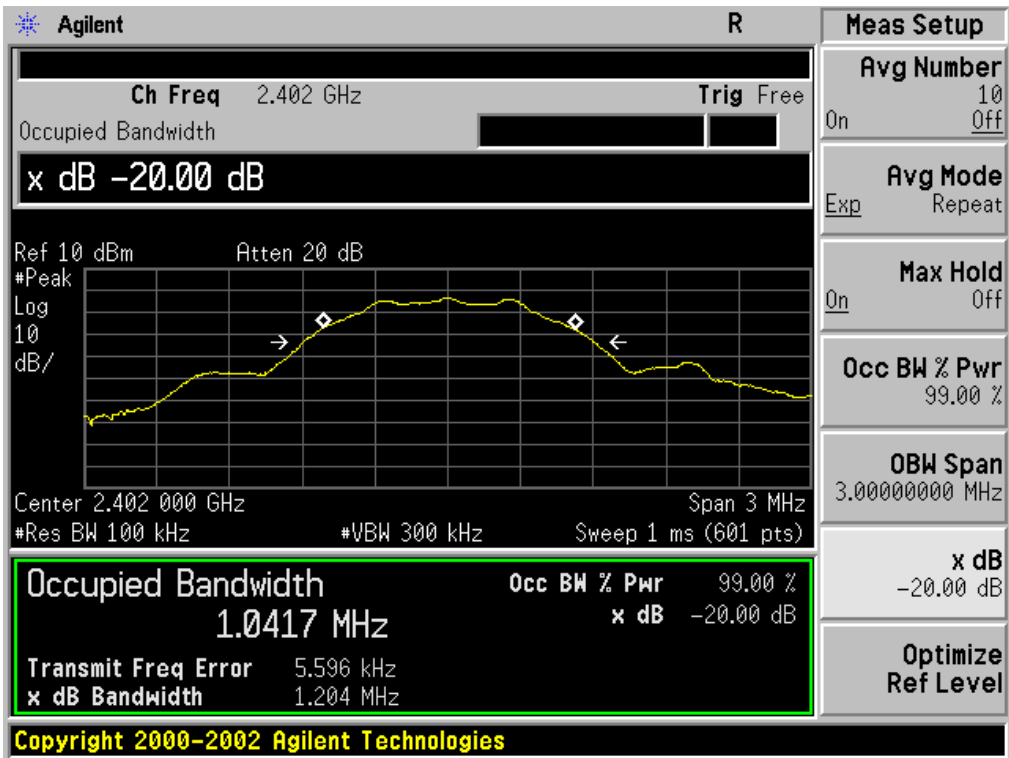 Agilent R Meas Setup
Ch Freq 2.402 GHz Trig Free
Occupied Bandwidth
x dB -20.00 dB
Ref 10 dBm Atten 20 dB
#Peak
Log
10
dB/
Center 2.402 000 GHz Span 3 MHz
#Res BW 100 kHz #VBW 300 kHz Sweep 1 ms (601 pts)
Occupied Bandwidth Occ BW % Pwr 99.00 %
1.0417 MHz x dB -20.00 dB
Transmit Freq Error 5.596 kHz
x dB Bandwidth 1.204 MHz
Copyright 2000-2002 Agilent Technologies
Avg Number
10
On Off
Avg Mode
Exp Repeat
Max Hold
On Off
Occ BW % Pwr
99.00 %
OBW Span
3.00000000 MHz
x dB
-20.00 dB
Optimize
Ref Level